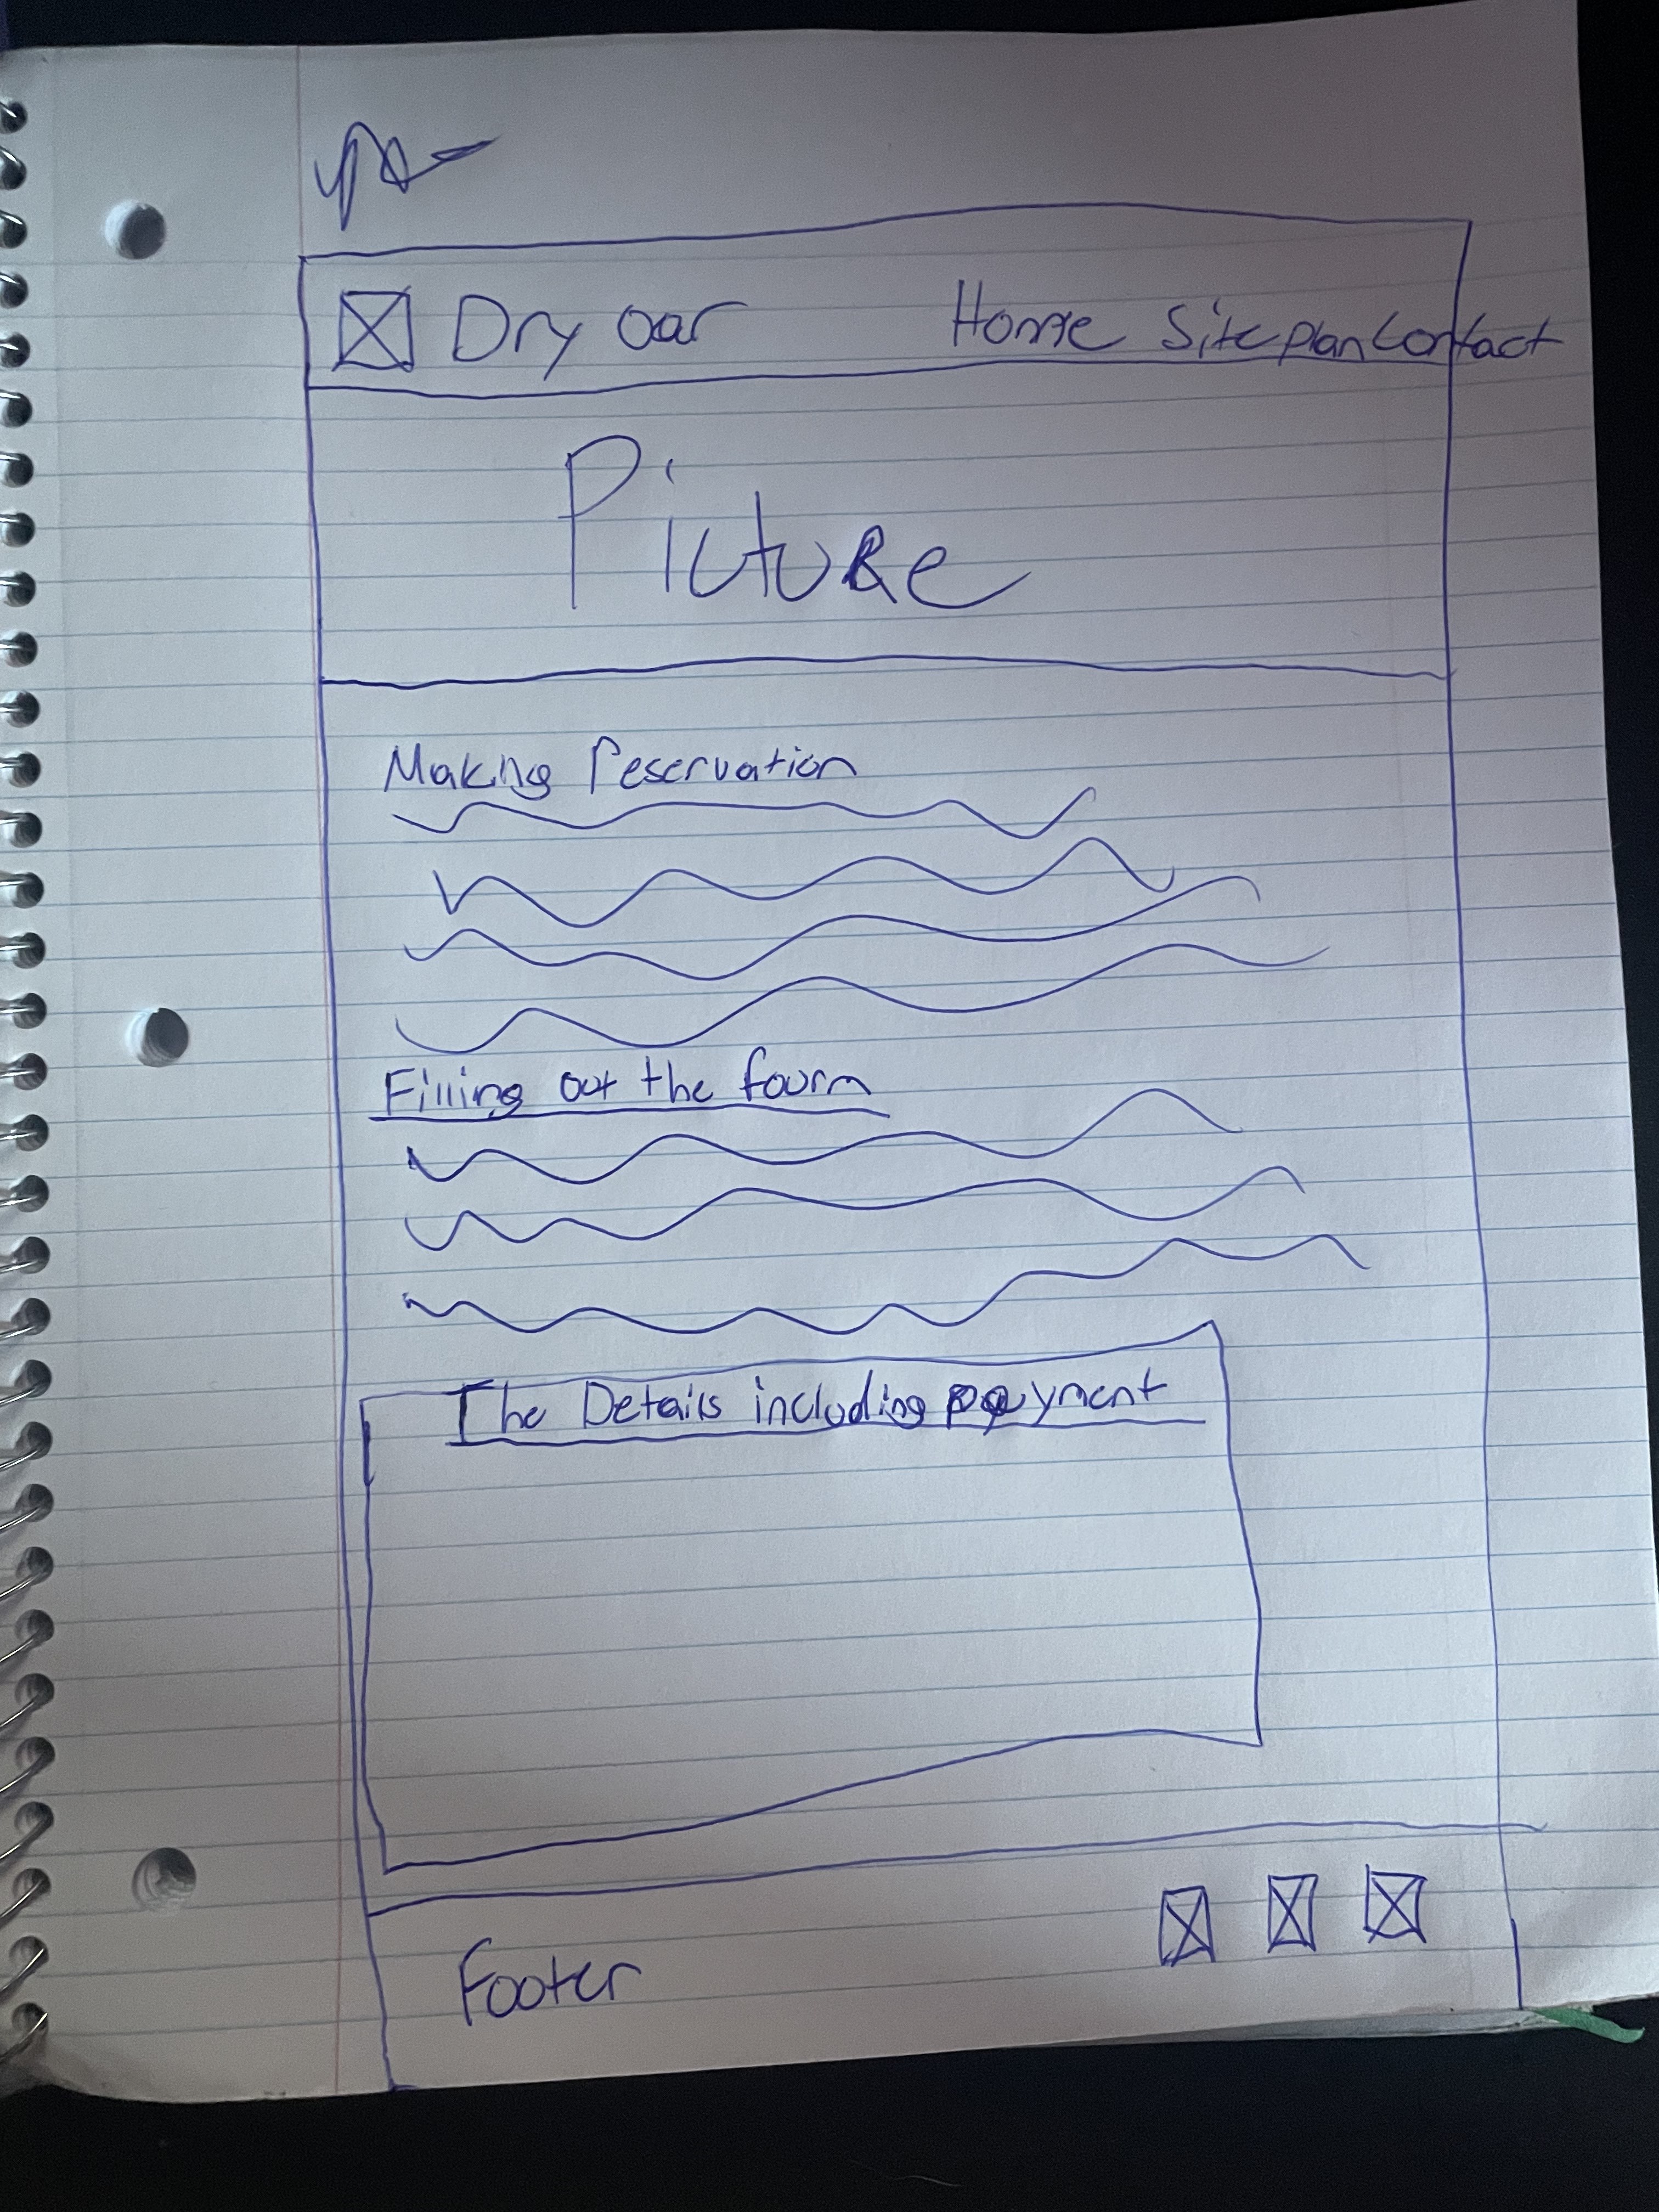 Dry oar Home Siteplan Contact
Picture
Making reservation
Filling out the fourm
The Details including payment
Footer